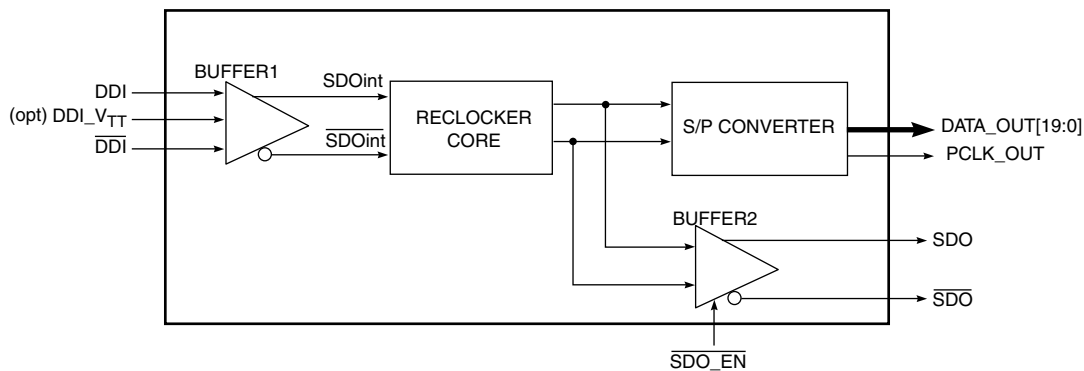 BUFFER1
SDOint
DDI
(opt) DDI_VTT
DDI
SDOint
RECLOCKER
CORE
S/P CONVERTER
DATA_OUT[19:0]
PCLK_OUT
BUFFER2
SDO
SDO
SDO_EN